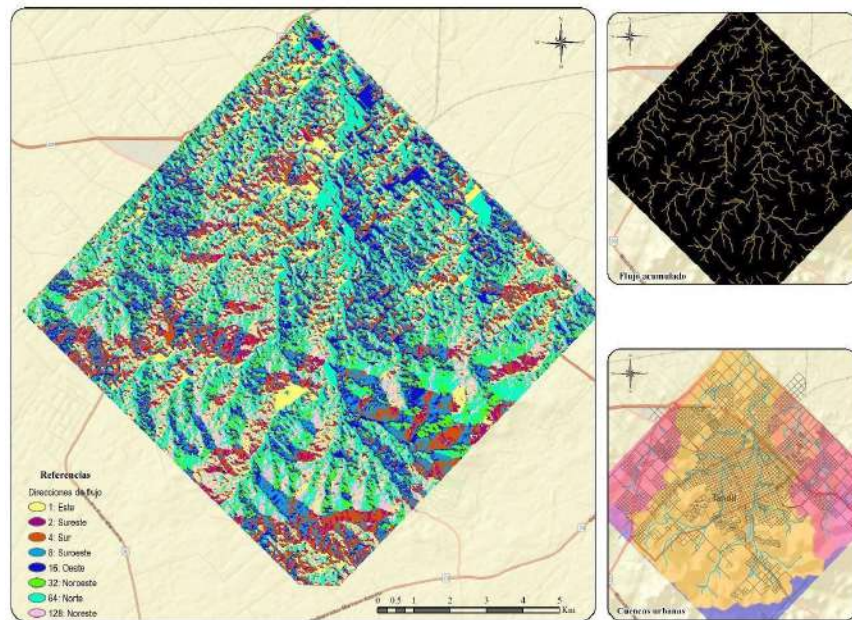 Referencias
Direcciones de flujo
1: Este
2: Sureste
4: Sur
8: Suroeste
16: Oeste
32: Noroeste
64: Norte
128: Noreste
0 0.5 1 2 3 4 5
Km
Flujo acumulado
Tandil
Cuencas urbanas